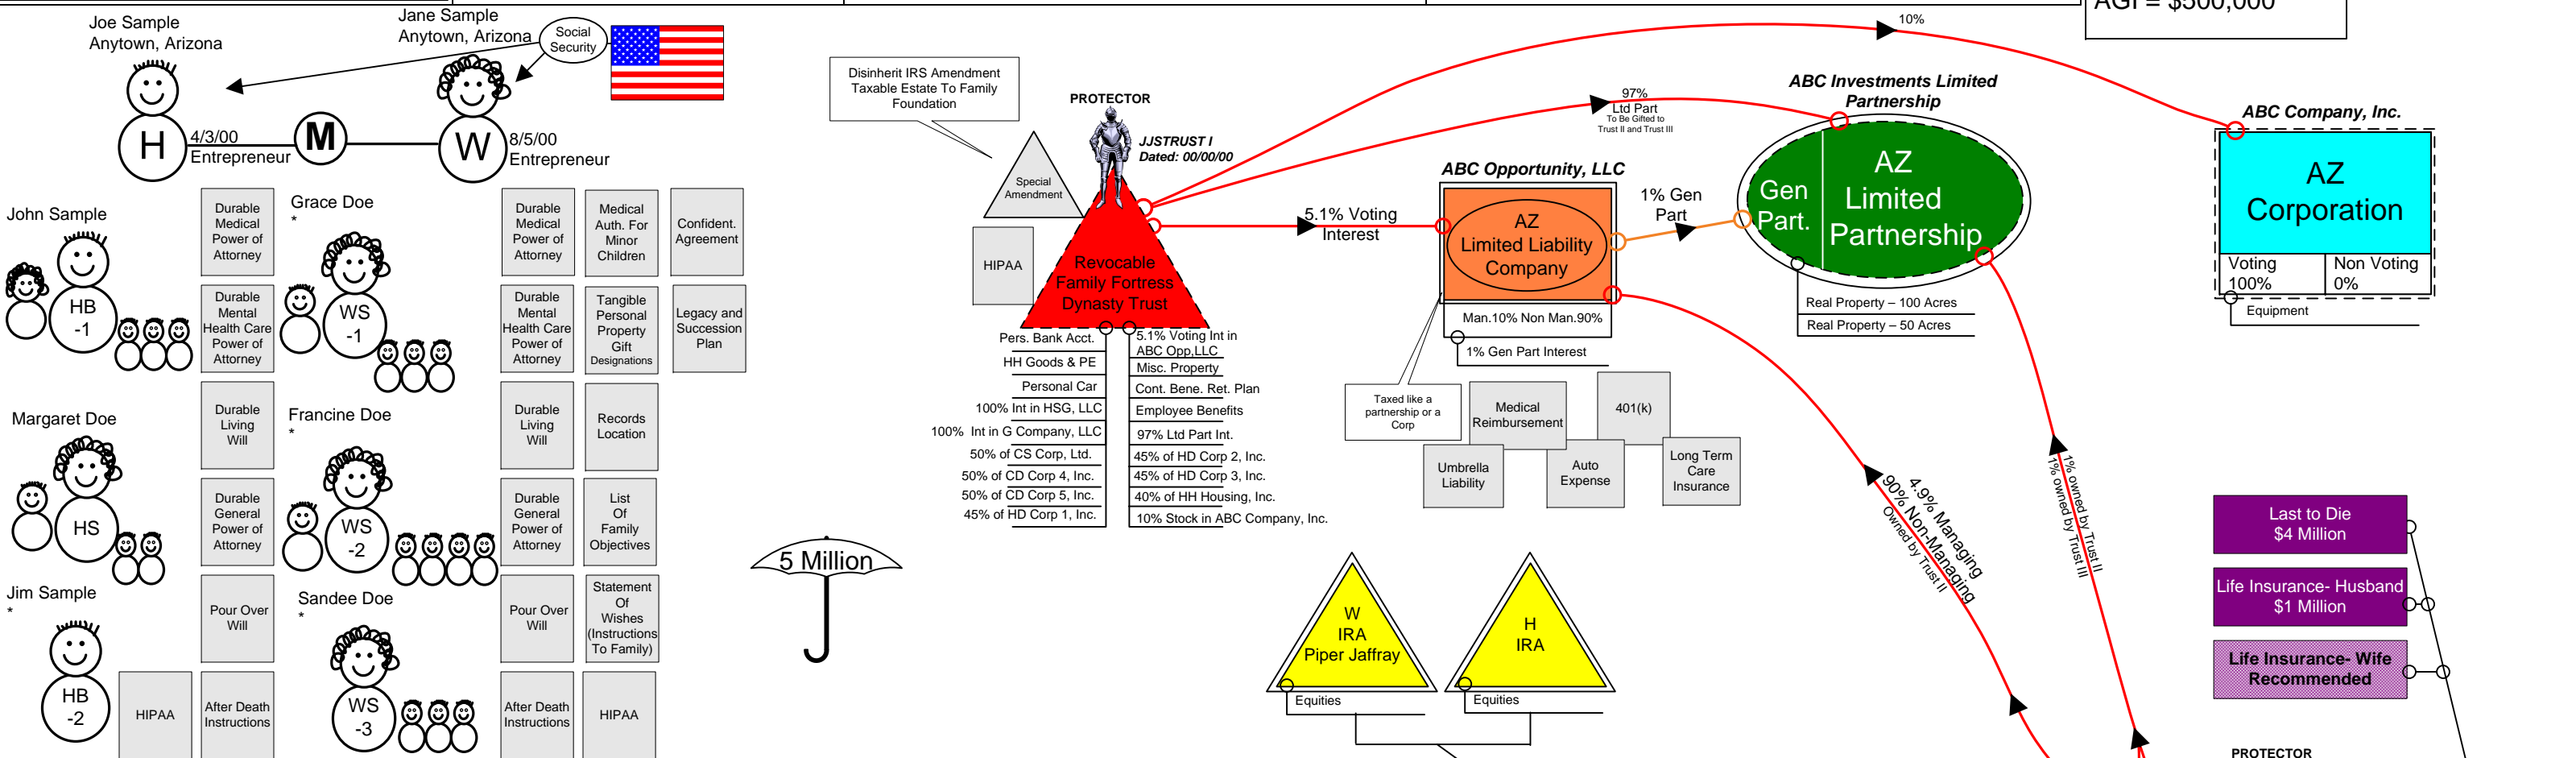 AGI = $500,000
Joe Sample
Anytown, Arizona
Jane Sample
Anytown, Arizona
Social
Security
H
4/3/00
Entrepreneur
M
W
8/5/00
Entrepreneur
John Sample
HB
-1
Durable
Medical
Power of
Attorney
Grace Doe
*
WS
-1
Durable
Medical
Power of
Attorney
Medical
Auth. For
Minor
Children
Confident.
Agreement
Durable
Mental
Health Care
Power of
Attorney
Durable
Mental
Health Care
Power of
Attorney
Tangible
Personal
Property
Gift
Designations
Legacy and
Succession
Plan
Margaret Doe
HS
Durable
Living
Will
Francine Doe
*
WS
-2
Durable
Living
Will
Records
Location
Durable
General
Power of
Attorney
Durable
General
Power of
Attorney
List
Of
Family
Objectives
Jim Sample
*
HB
-2
HIPAA
Pour Over
Will
Sandee Doe
*
WS
-3
Pour Over
Will
Statement
Of
Wishes
(Instructions
To Family)
After Death
Instructions
After Death
Instructions
HIPAA
5 Million
Disinherit IRS Amendment
Taxable Estate To Family
Foundation
PROTECTOR
JJSTRUST I
Dated: 00/00/00
Special
Amendment
HIPAA
Revocable
Family Fortress
Dynasty Trust
Pers. Bank Acct.
HH Goods & PE
Personal Car
100% Int in HSG, LLC
100% Int in G Company, LLC
50% of CS Corp, Ltd.
50% of CD Corp 4, Inc.
50% of CD Corp 5, Inc.
45% of HD Corp 1, Inc.
5.1% Voting Int in
ABC Opp,LLC
Misc. Property
Cont. Bene. Ret. Plan
Employee Benefits
97% Ltd Part Int.
45% of HD Corp 2, Inc.
45% of HD Corp 3, Inc.
40% of HH Housing, Inc.
10% Stock in ABC Company, Inc.
10%
97%
Ltd Part
To Be Gifted to
Trust II and Trust III
5.1% Voting
Interest
ABC Opportunity, LLC
AZ
Limited Liability
Company
Man.10% Non Man.90%
1% Gen Part Interest
Taxed like a
partnership or a
Corp
Medical
Reimbursement
401(k)
Umbrella
Liability
Auto
Expense
Long Term
Care
Insurance
1% Gen
Part
ABC Investments Limited
Partnership
Gen
Part.
AZ
Limited
Partnership
Real Property – 100 Acres
Real Property – 50 Acres
ABC Company, Inc.
AZ
Corporation
Voting
100%
Non Voting
0%
Equipment
W
IRA
Piper Jaffray
Equities
H
IRA
Equities
4.9% Managing
90% Non-Managing
Owned by Trust II
1% owned by Trust II
1% owned by Trust III
Last to Die
$4 Million
Life Insurance- Husband
$1 Million
Life Insurance- Wife
Recommended
PROTECTOR